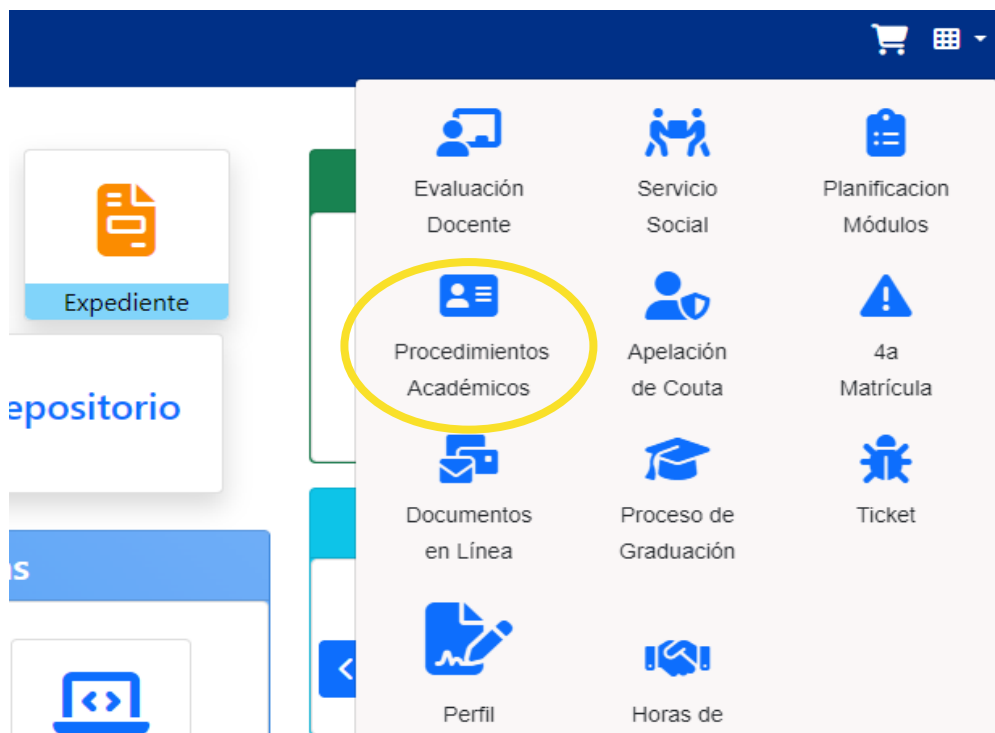 Expediente
epositorio
as
Evaluación
Docente
Servicio
Social
Planificacion
Módulos
Procedimientos
Académicos
Apelación
de Couta
4a
Matrícula
Documentos
en Línea
Proceso de
Graduación
Ticket
Perfil
Horas de